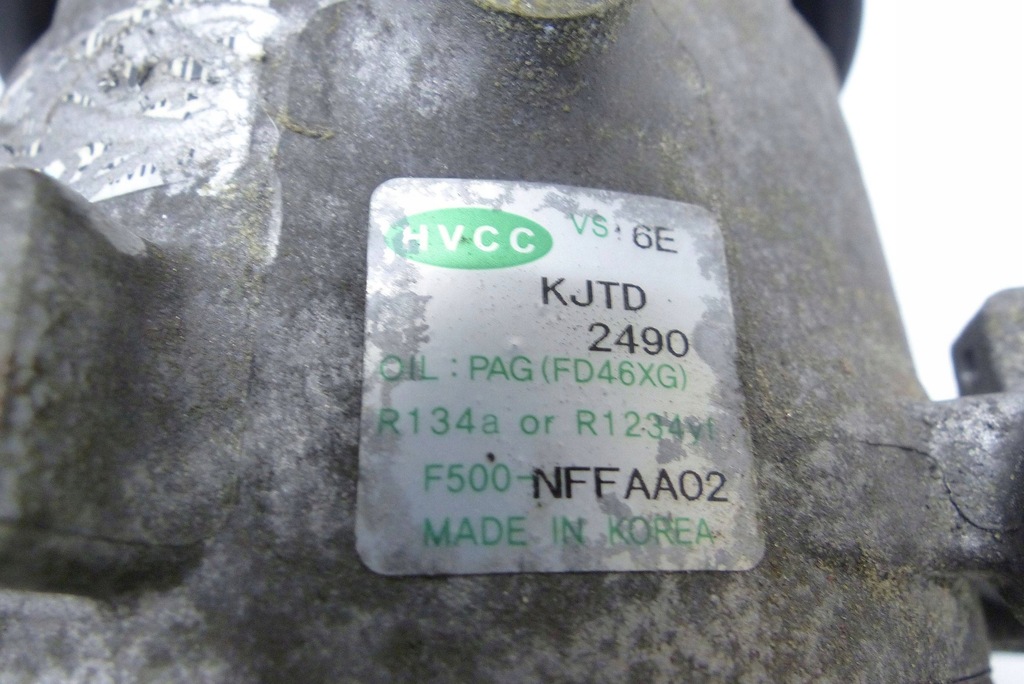 HVCC VS: 6E
KJTD
2490
OIL : PAG (FD46XG)
R134a or R1234yf
F500-NFFAA02
MADE IN KOREA